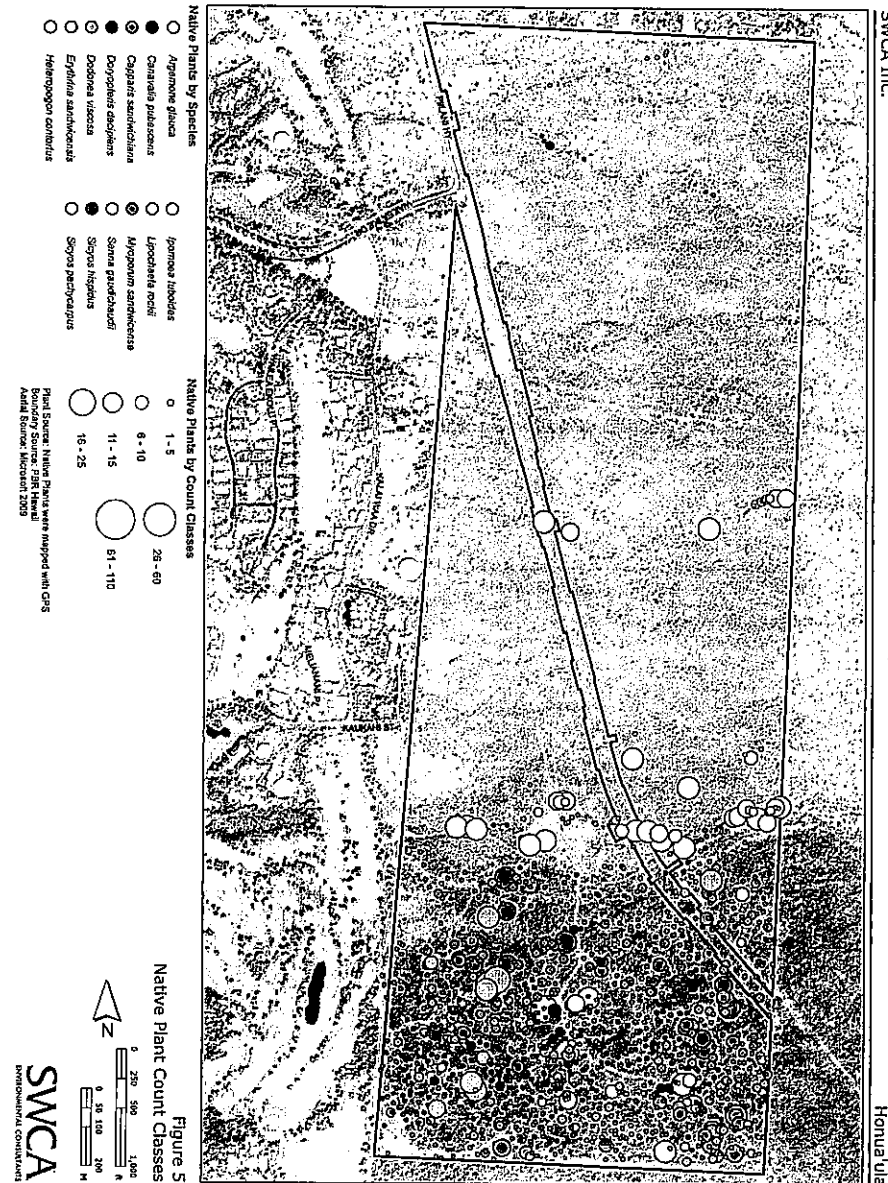 SWCA Inc.
Honua'ula
PIILANI HY
KAUKAHI ST
Native Plants by Species
Argemone glauca
Canavalia pubescens
Capparis sandwichiana
Doryopteris decipiens
Dodonea viscosa
Erythrina sandwicensis
Heteropogon contortus
Ipomoea tuboides
Lipochaeta rockii
Myoporum sandwicense
Senna gaudichaudii
Sicyos hispidus
Sicyos pachycarpus
Native Plants by Count Classes
1 - 5
6 - 10
11 - 15
16 - 25
26 - 60
61 - 110
Plant Source: Native Plants were mapped with GPS
Boundary Source: PBR Hawaii
Aerial Source: Microsoft 2009
Figure 5
Native Plant Count Classes
N
0 250 500 1,000
ft
0 50 100 200
M
SWCA
ENVIRONMENTAL CONSULTANTS